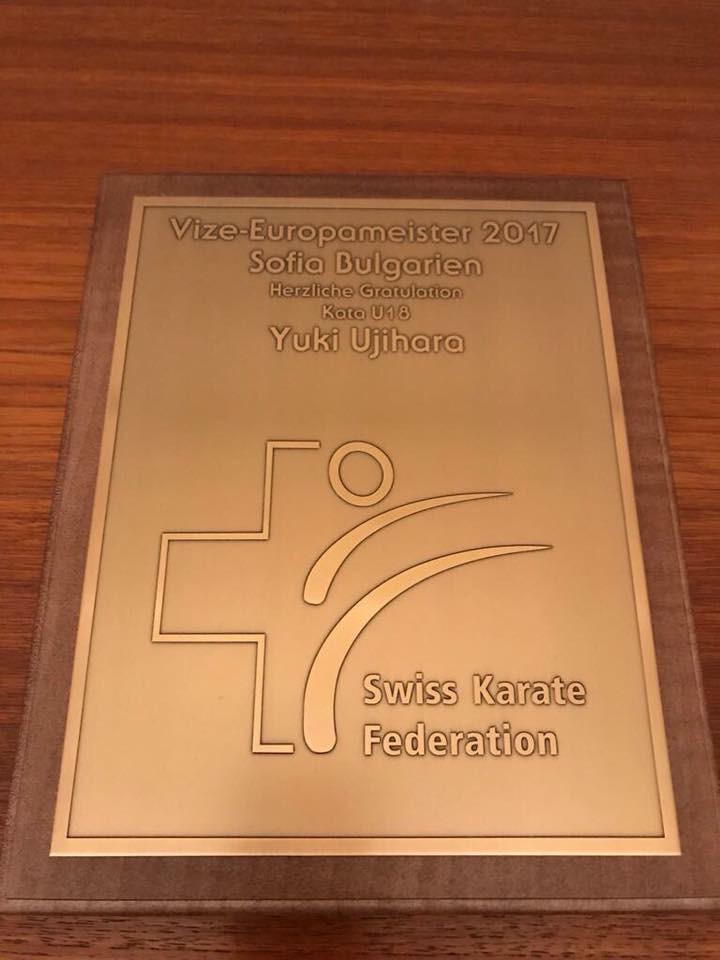 Vize-Europameister 2017
Sofia Bulgarien
Herzliche Gratulation
Kata U18
Yuki Ujihara
Swiss Karate
Federation